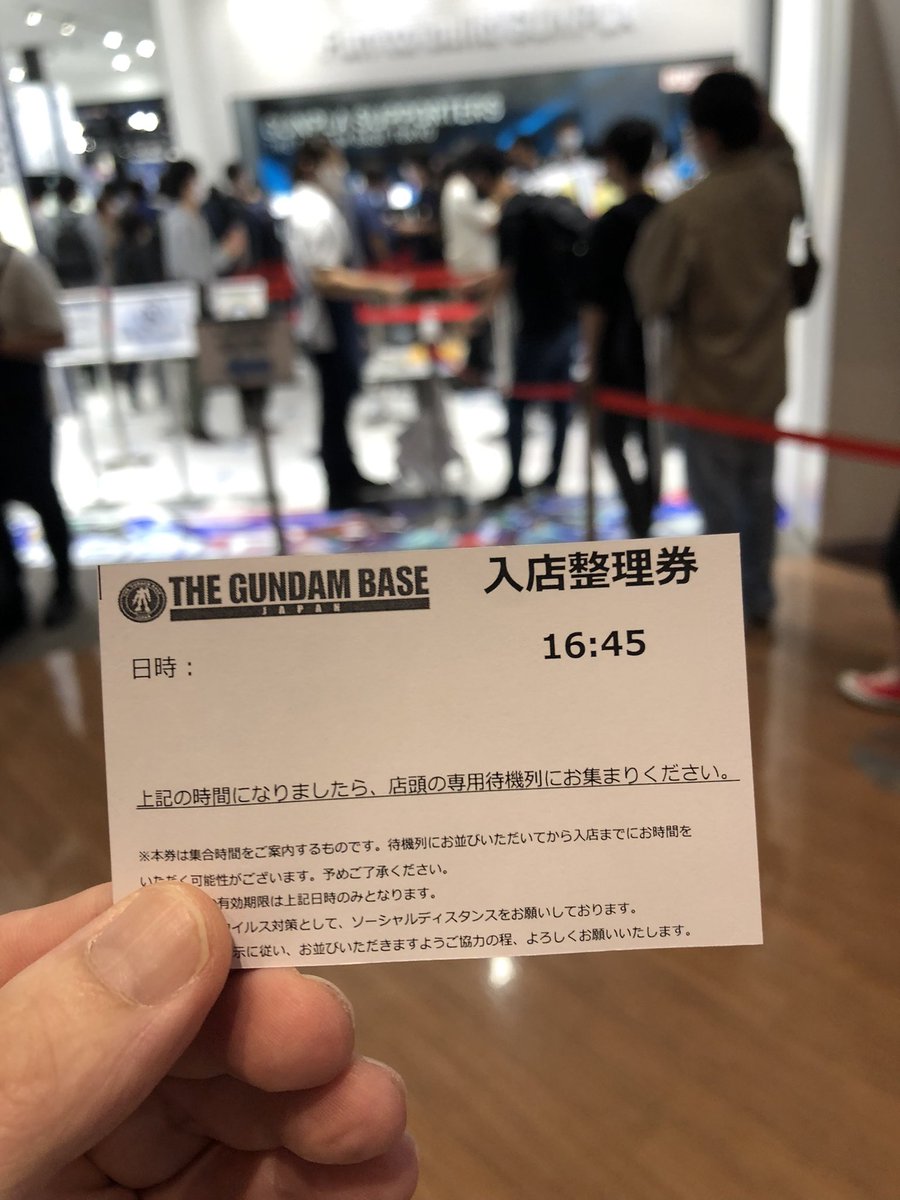 SUPPORTERS
THE GUNDAM BASE
JAPAN
入店整理券
16:45
日時：
上記の時間になりましたら、店頭の専用待機列にお集まりください。
※本券は集合時間をご案内するものです。待機列にお並びいただいてから入店までにお時間を
いただく可能性がございます。予めご了承ください。
有効期限は上記日時のみとなります。
イルス対策として、ソーシャルディスタンスをお願いしております。
示に従い、お並びいただきますようご協力の程、よろしくお願いいたします。